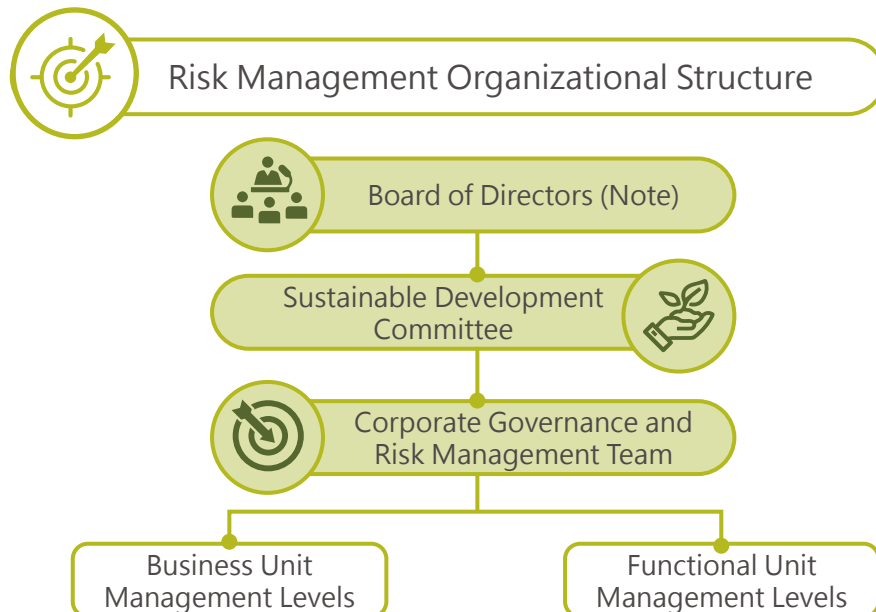 Risk Management Organizational Structure
Board of Directors (Note)
Sustainable Development
Committee
Corporate Governance and
Risk Management Team
Business Unit
Management Levels
Functional Unit
Management Levels